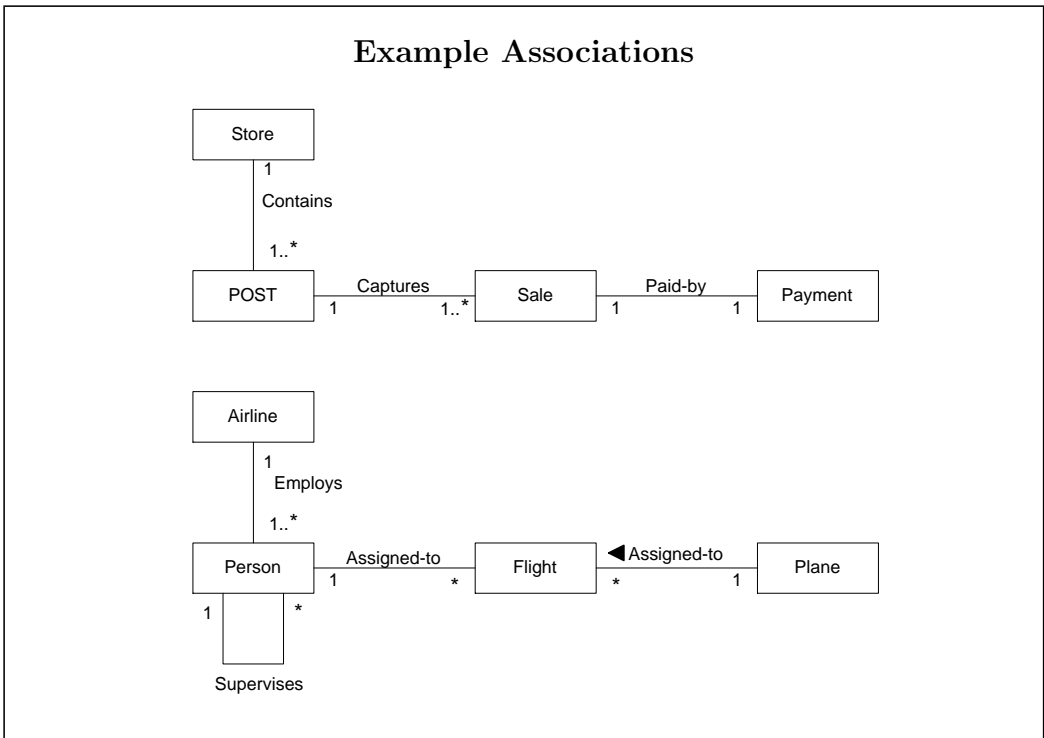 Example Associations
Store
1
Contains
1..*
POST
Captures
1
1..*
Sale
Paid-by
1
1
Payment
Airline
1
Employs
1..*
Person
Assigned-to
1
*
Flight
◀ Assigned-to
*
1
Plane
1
*
Supervises